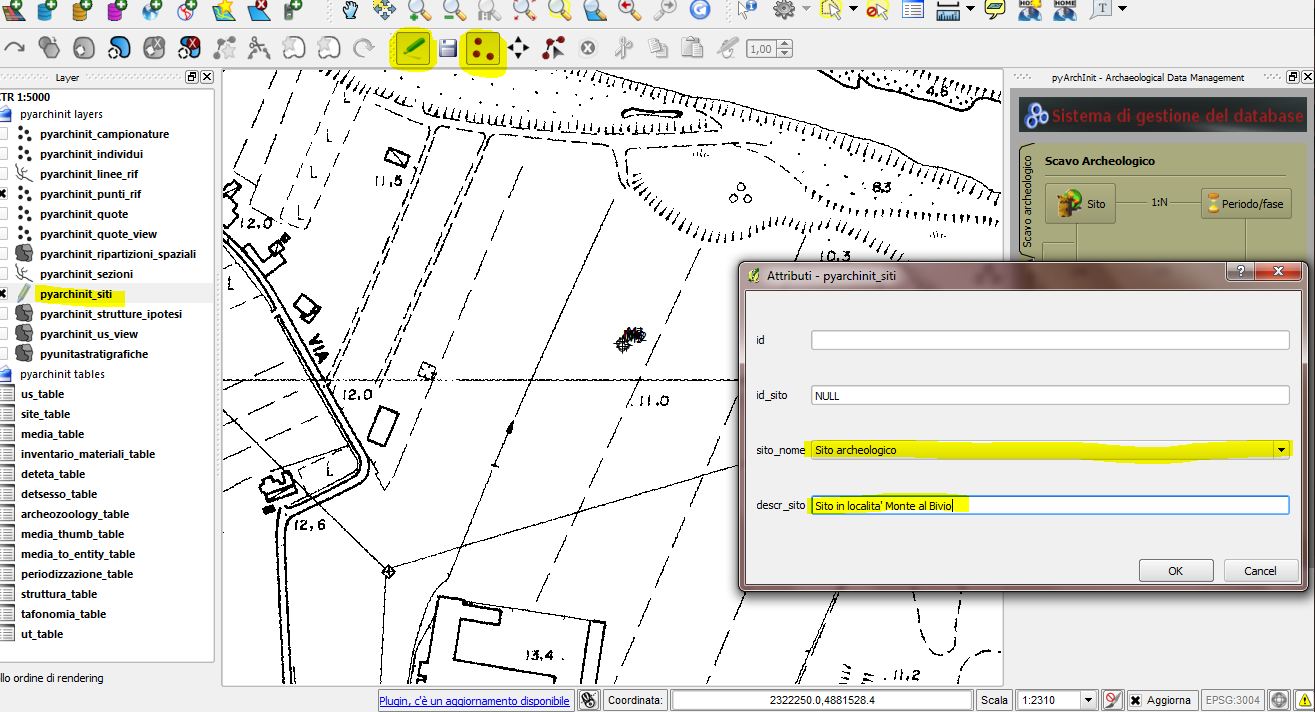 1,00
Layer
TR 1:5000
pyarchinit layers
pyarchinit_campionature
pyarchinit_individui
pyarchinit_linee_rif
pyarchinit_punti_rif
pyarchinit_quote
pyarchinit_quote_view
pyarchinit_ripartizioni_spaziali
pyarchinit_sezioni
pyarchinit_siti
pyarchinit_strutture_ipotesi
pyarchinit_us_view
pyunitastratigrafiche
pyarchinit tables
us_table
site_table
media_table
inventario_materiali_table
deteta_table
detsesso_table
archeozoology_table
media_thumb_table
media_to_entity_table
periodizzazione_table
struttura_table
tafonomia_table
ut_table
llo ordine di rendering
L
L
L
L
L
11,5
12.0
VIA
12.0
12,6
4.6
8.3
10.3
11.0
13.4
11.2
pyArchInit - Archaeological Data Management
Sistema di gestione del database
Scavo archeologico
Scavo Archeologico
Sito
1:N
Periodo/fase
Attributi - pyarchinit_siti
id
id_sito
NULL
sito_nome
Sito archeologico
descr_sito
Sito in localita' Monte al Bivio
OK
Cancel
Plugin, c'è un aggiornamento disponibile
Coordinata:
2322250.0,4881528.4
Scala
1:2310
Aggiorna
EPSG:3004